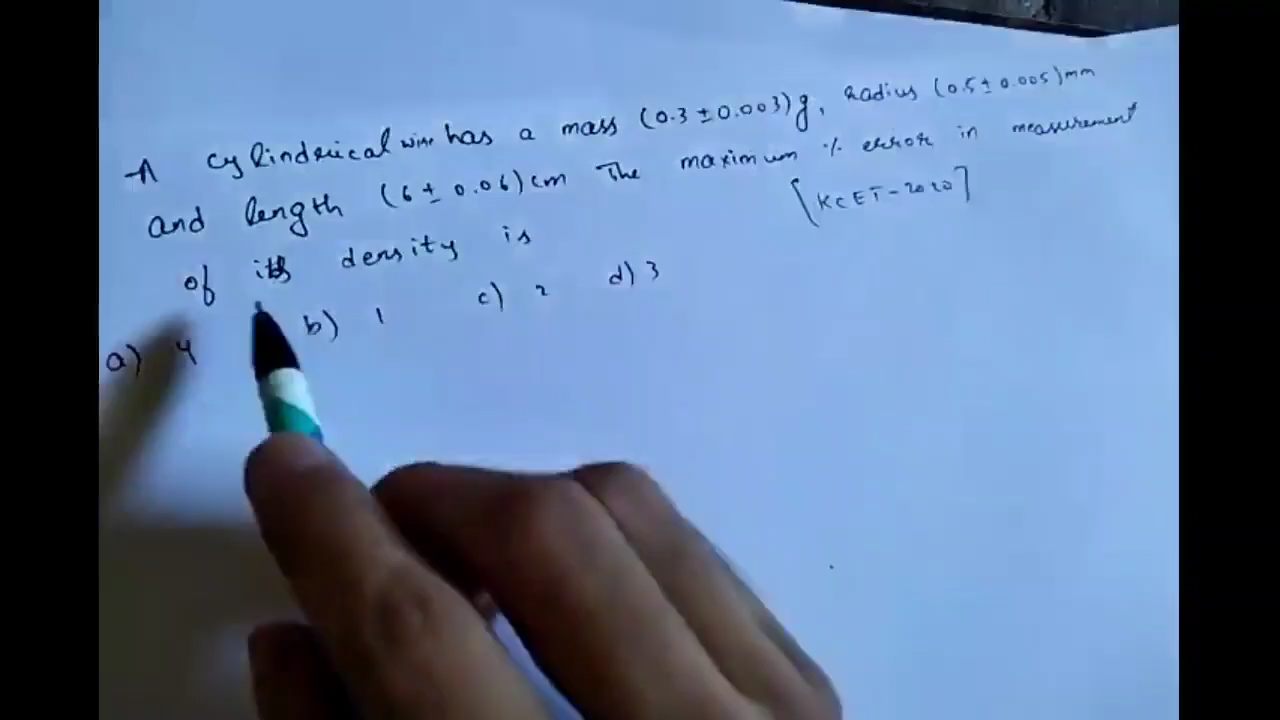 A cylindrical wire has a mass (0.3 ± 0.003)g, radius (0.5 ± 0.005)mm
and length (6 ± 0.06)cm The maximum % error in measurement
of its density is [KCET-2020]
a) 4 b) 1 c) 2 d) 3